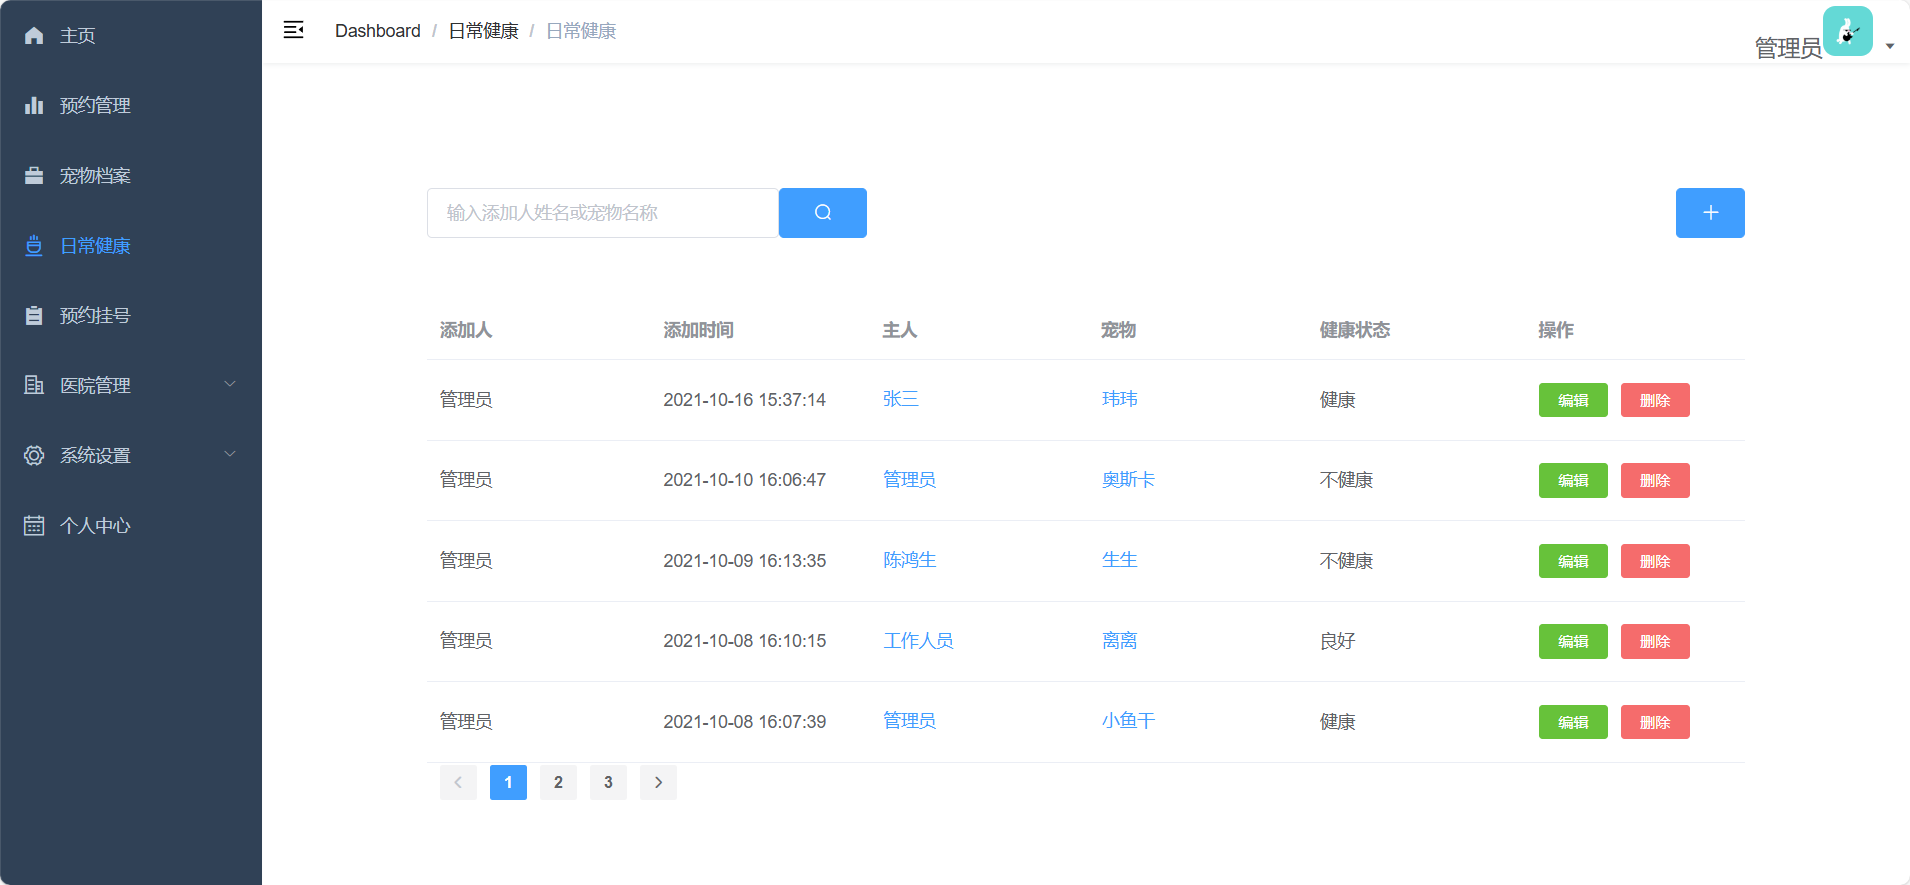 主页
预约管理
宠物档案
日常健康
预约挂号
医院管理
系统设置
个人中心
Dashboard / 日常健康 / 日常健康
管理员
输入添加人姓名或宠物名称
添加人 添加时间 主人 宠物 健康状态 操作
管理员 2021-10-16 15:37:14 张三 玮玮 健康 编辑 删除
管理员 2021-10-10 16:06:47 管理员 奥斯卡 不健康 编辑 删除
管理员 2021-10-09 16:13:35 陈鸿生 生生 不健康 编辑 删除
管理员 2021-10-08 16:10:15 工作人员 离离 良好 编辑 删除
管理员 2021-10-08 16:07:39 管理员 小鱼干 健康 编辑 删除
1 2 3